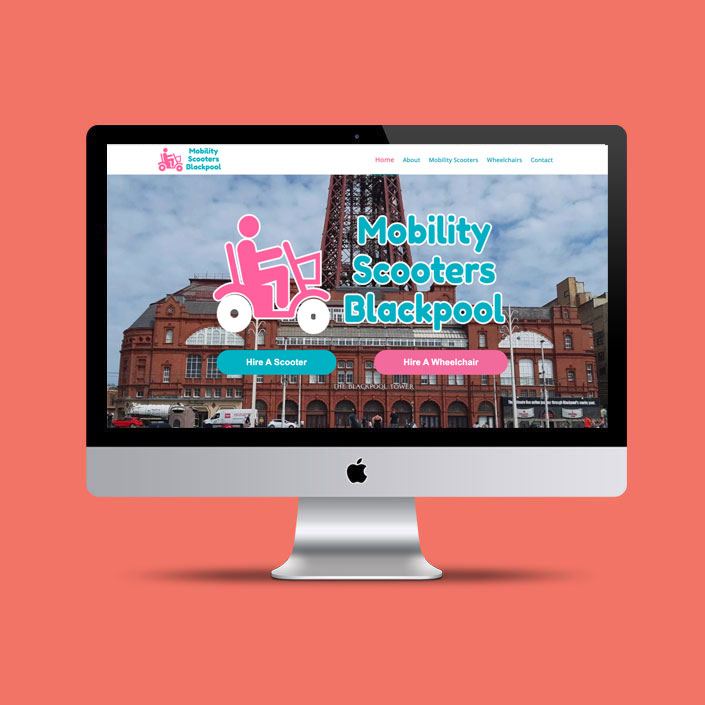 Mobility
Scooters
Blackpool
Home About Mobility Scooters Wheelchairs Contact
Mobility
Scooters
Blackpool
Hire A Scooter Hire A Wheelchair
THE BLACKPOOL TOWER